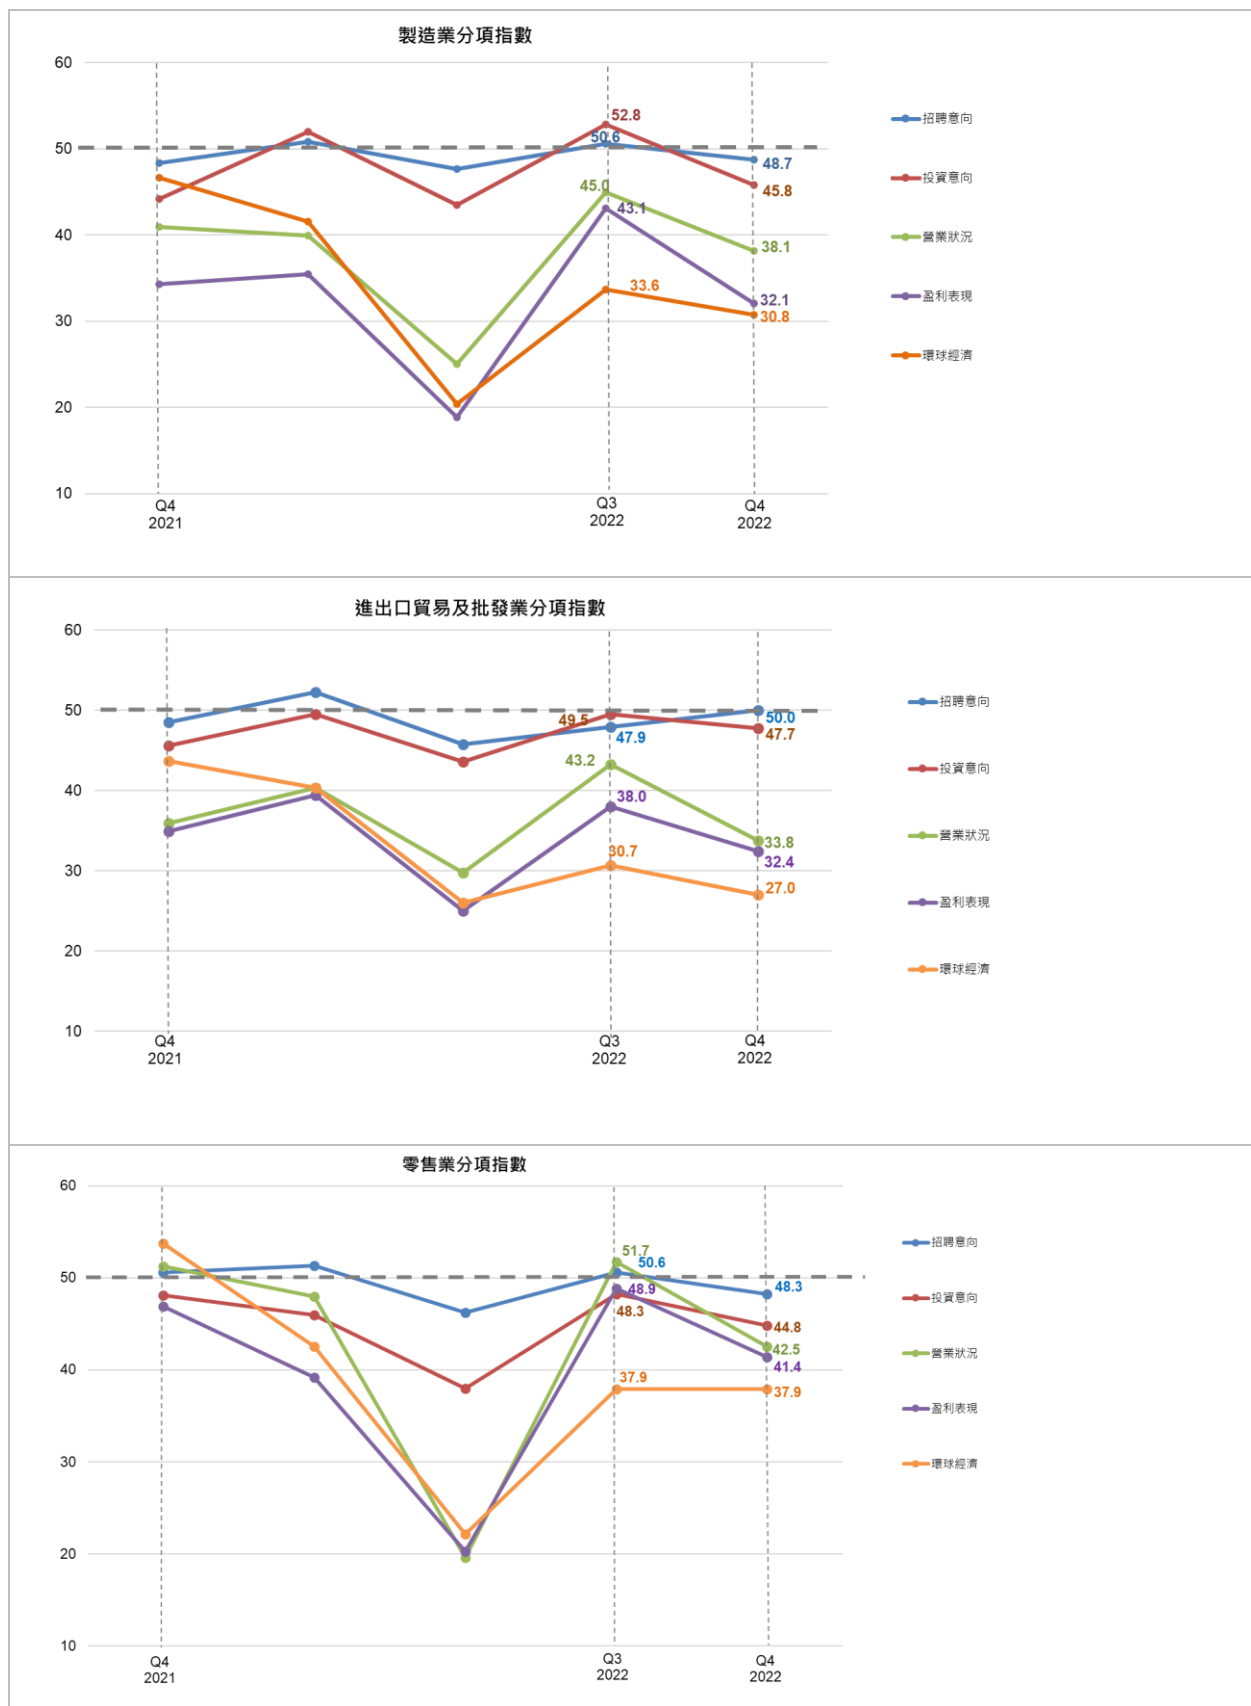 製造業分項指數
60
50
40
30
20
10
52.8
50.6
45.0
43.1
33.6
48.7
45.8
38.1
32.1
30.8
Q4
2021
Q3
2022
Q4
2022
招聘意向
投資意向
營業狀況
盈利表現
環球經濟
進出口貿易及批發業分項指數
60
50
40
30
20
10
49.5
47.9
43.2
38.0
30.7
50.0
47.7
33.8
32.4
27.0
Q4
2021
Q3
2022
Q4
2022
招聘意向
投資意向
營業狀況
盈利表現
環球經濟
零售業分項指數
60
50
40
30
20
10
51.7
50.6
48.9
48.3
37.9
48.3
44.8
42.5
41.4
37.9
Q4
2021
Q3
2022
Q4
2022
招聘意向
投資意向
營業狀況
盈利表現
環球經濟